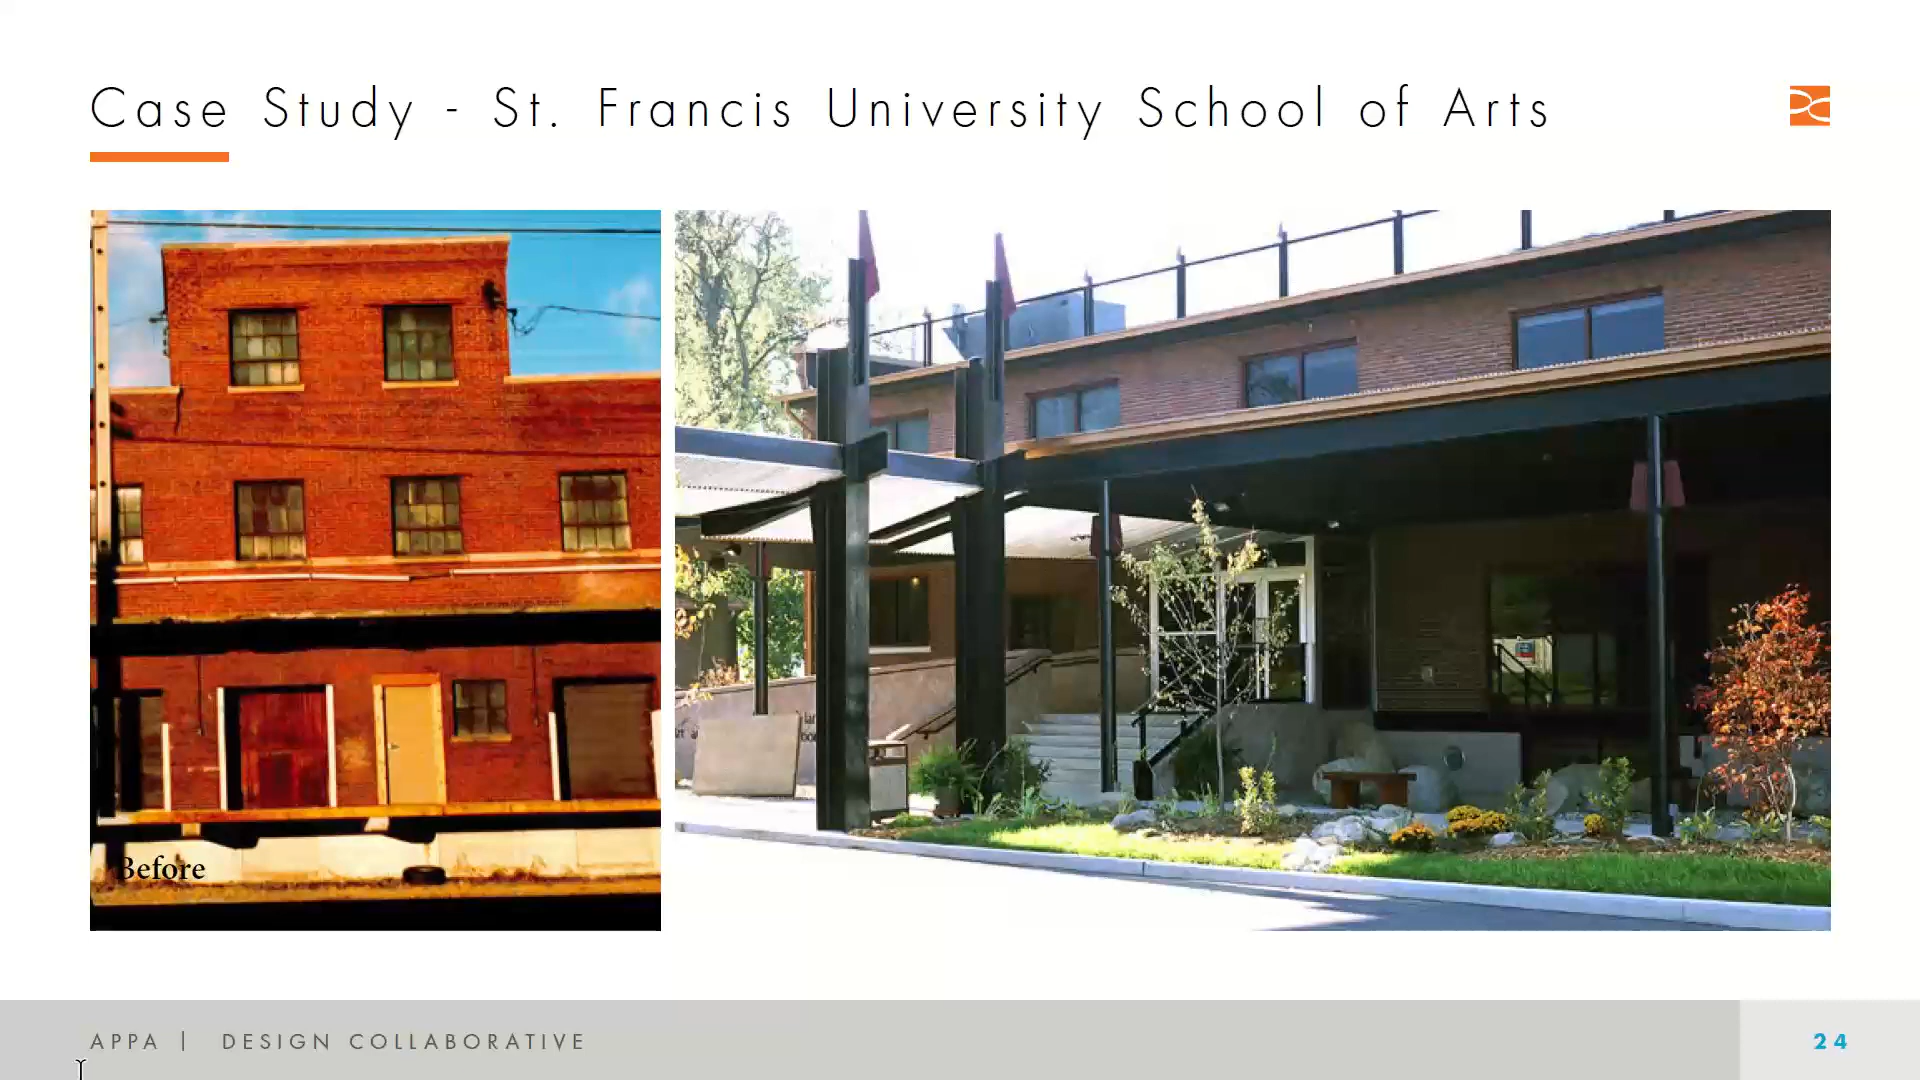 Case Study - St. Francis University School of Arts
Before
APPA | DESIGN COLLABORATIVE
24